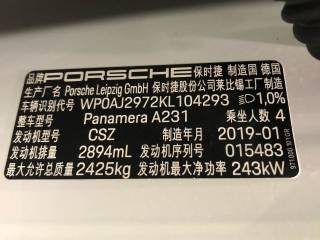 品牌 PORSCHE 保时捷 制造国 德国
生产厂名 Porsche Leipzig GmbH 保时捷股份公司莱比锡工厂制造
车辆识别代号 WP0AJ2972KL104293 1,0%
整车型号 Panamera A231 乘坐人数 4
发动机型号 CSZ 制造年月 2019-01
发动机排量 2894mL 发动机序列号 015483
最大允许总质量 2425kg 发动机最大净功率 243kW